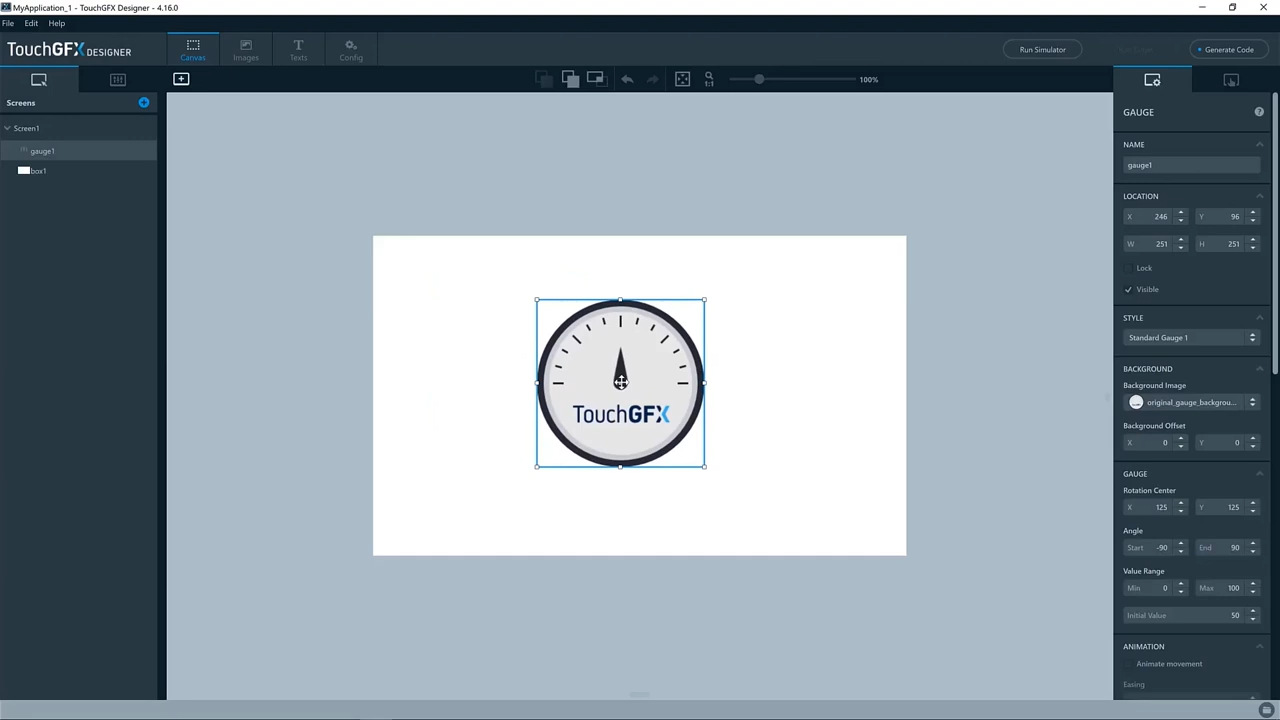 MyApplication_1 - TouchGFX Designer - 4.16.0
File Edit Help
TouchGFX DESIGNER
Canvas Images Texts Config
Run Simulator
Generate Code
1:1
100%
Screens
Screen1
gauge1
box1
TouchGFX
GAUGE
?
NAME
gauge1
LOCATION
X 246 Y 96
W 251 H 251
Lock
Visible
STYLE
Standard Gauge 1
BACKGROUND
Background Image
original_gauge_backgrou...
Background Offset
X 0 Y 0
GAUGE
Rotation Center
X 125 Y 125
Angle
Start -90 End 90
Value Range
Min 0 Max 100
Initial Value 50
ANIMATION
Animate movement
Easing